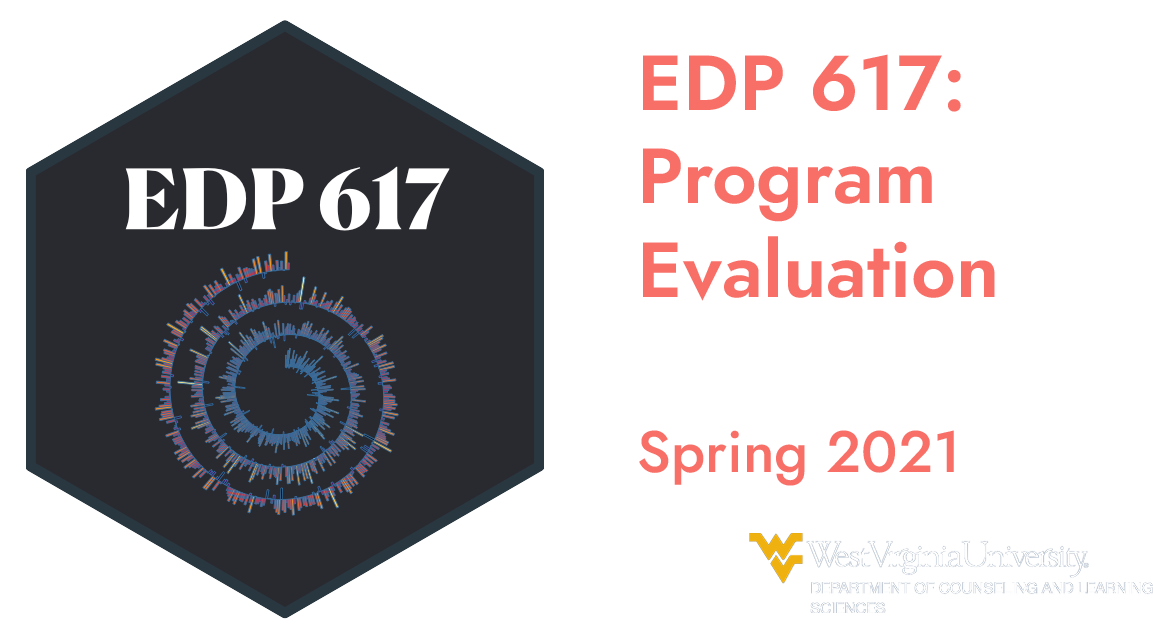 EDP 617
EDP 617:
Program
Evaluation
Spring 2021
WestVirginiaUniversity.
DEPARTMENT OF COUNSELING AND LEARNING
SCIENCES